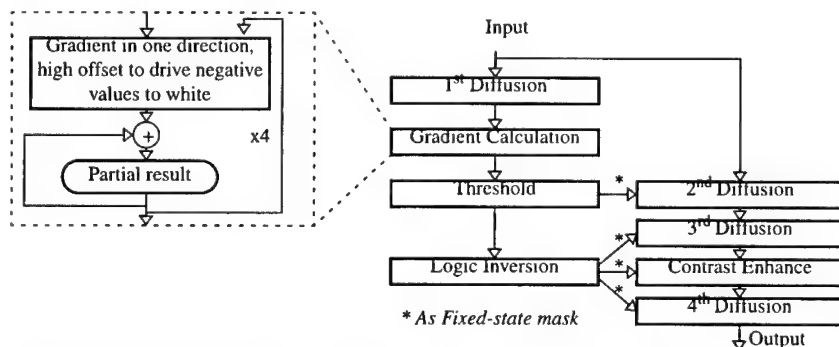 Gradient in one direction,
high offset to drive negative
values to white
+
x4
Partial result
Input
1st Diffusion
Gradient Calculation
Threshold
*
2nd Diffusion
3rd Diffusion
*
Logic Inversion
*
Contrast Enhance
*
4th Diffusion
* As Fixed-state mask
Output